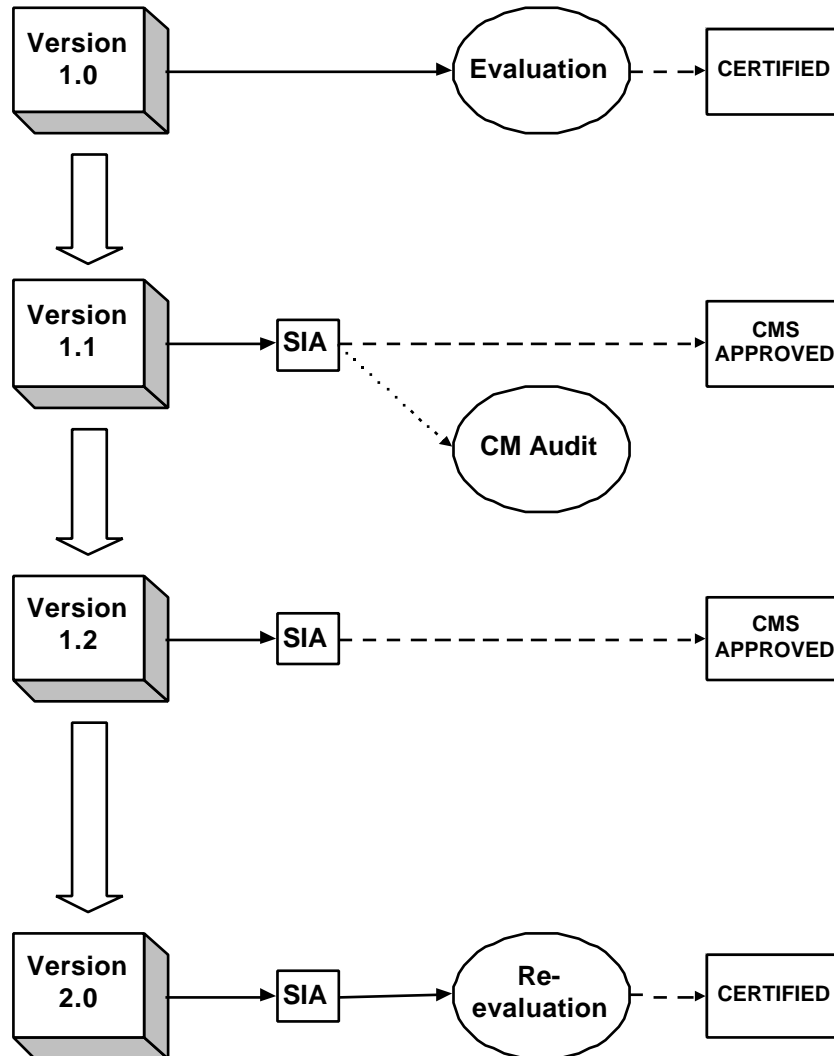 Version
1.0
Evaluation
CERTIFIED
Version
1.1
SIA
CMS
APPROVED
CM Audit
Version
1.2
SIA
CMS
APPROVED
Version
2.0
SIA
Re-
evaluation
CERTIFIED